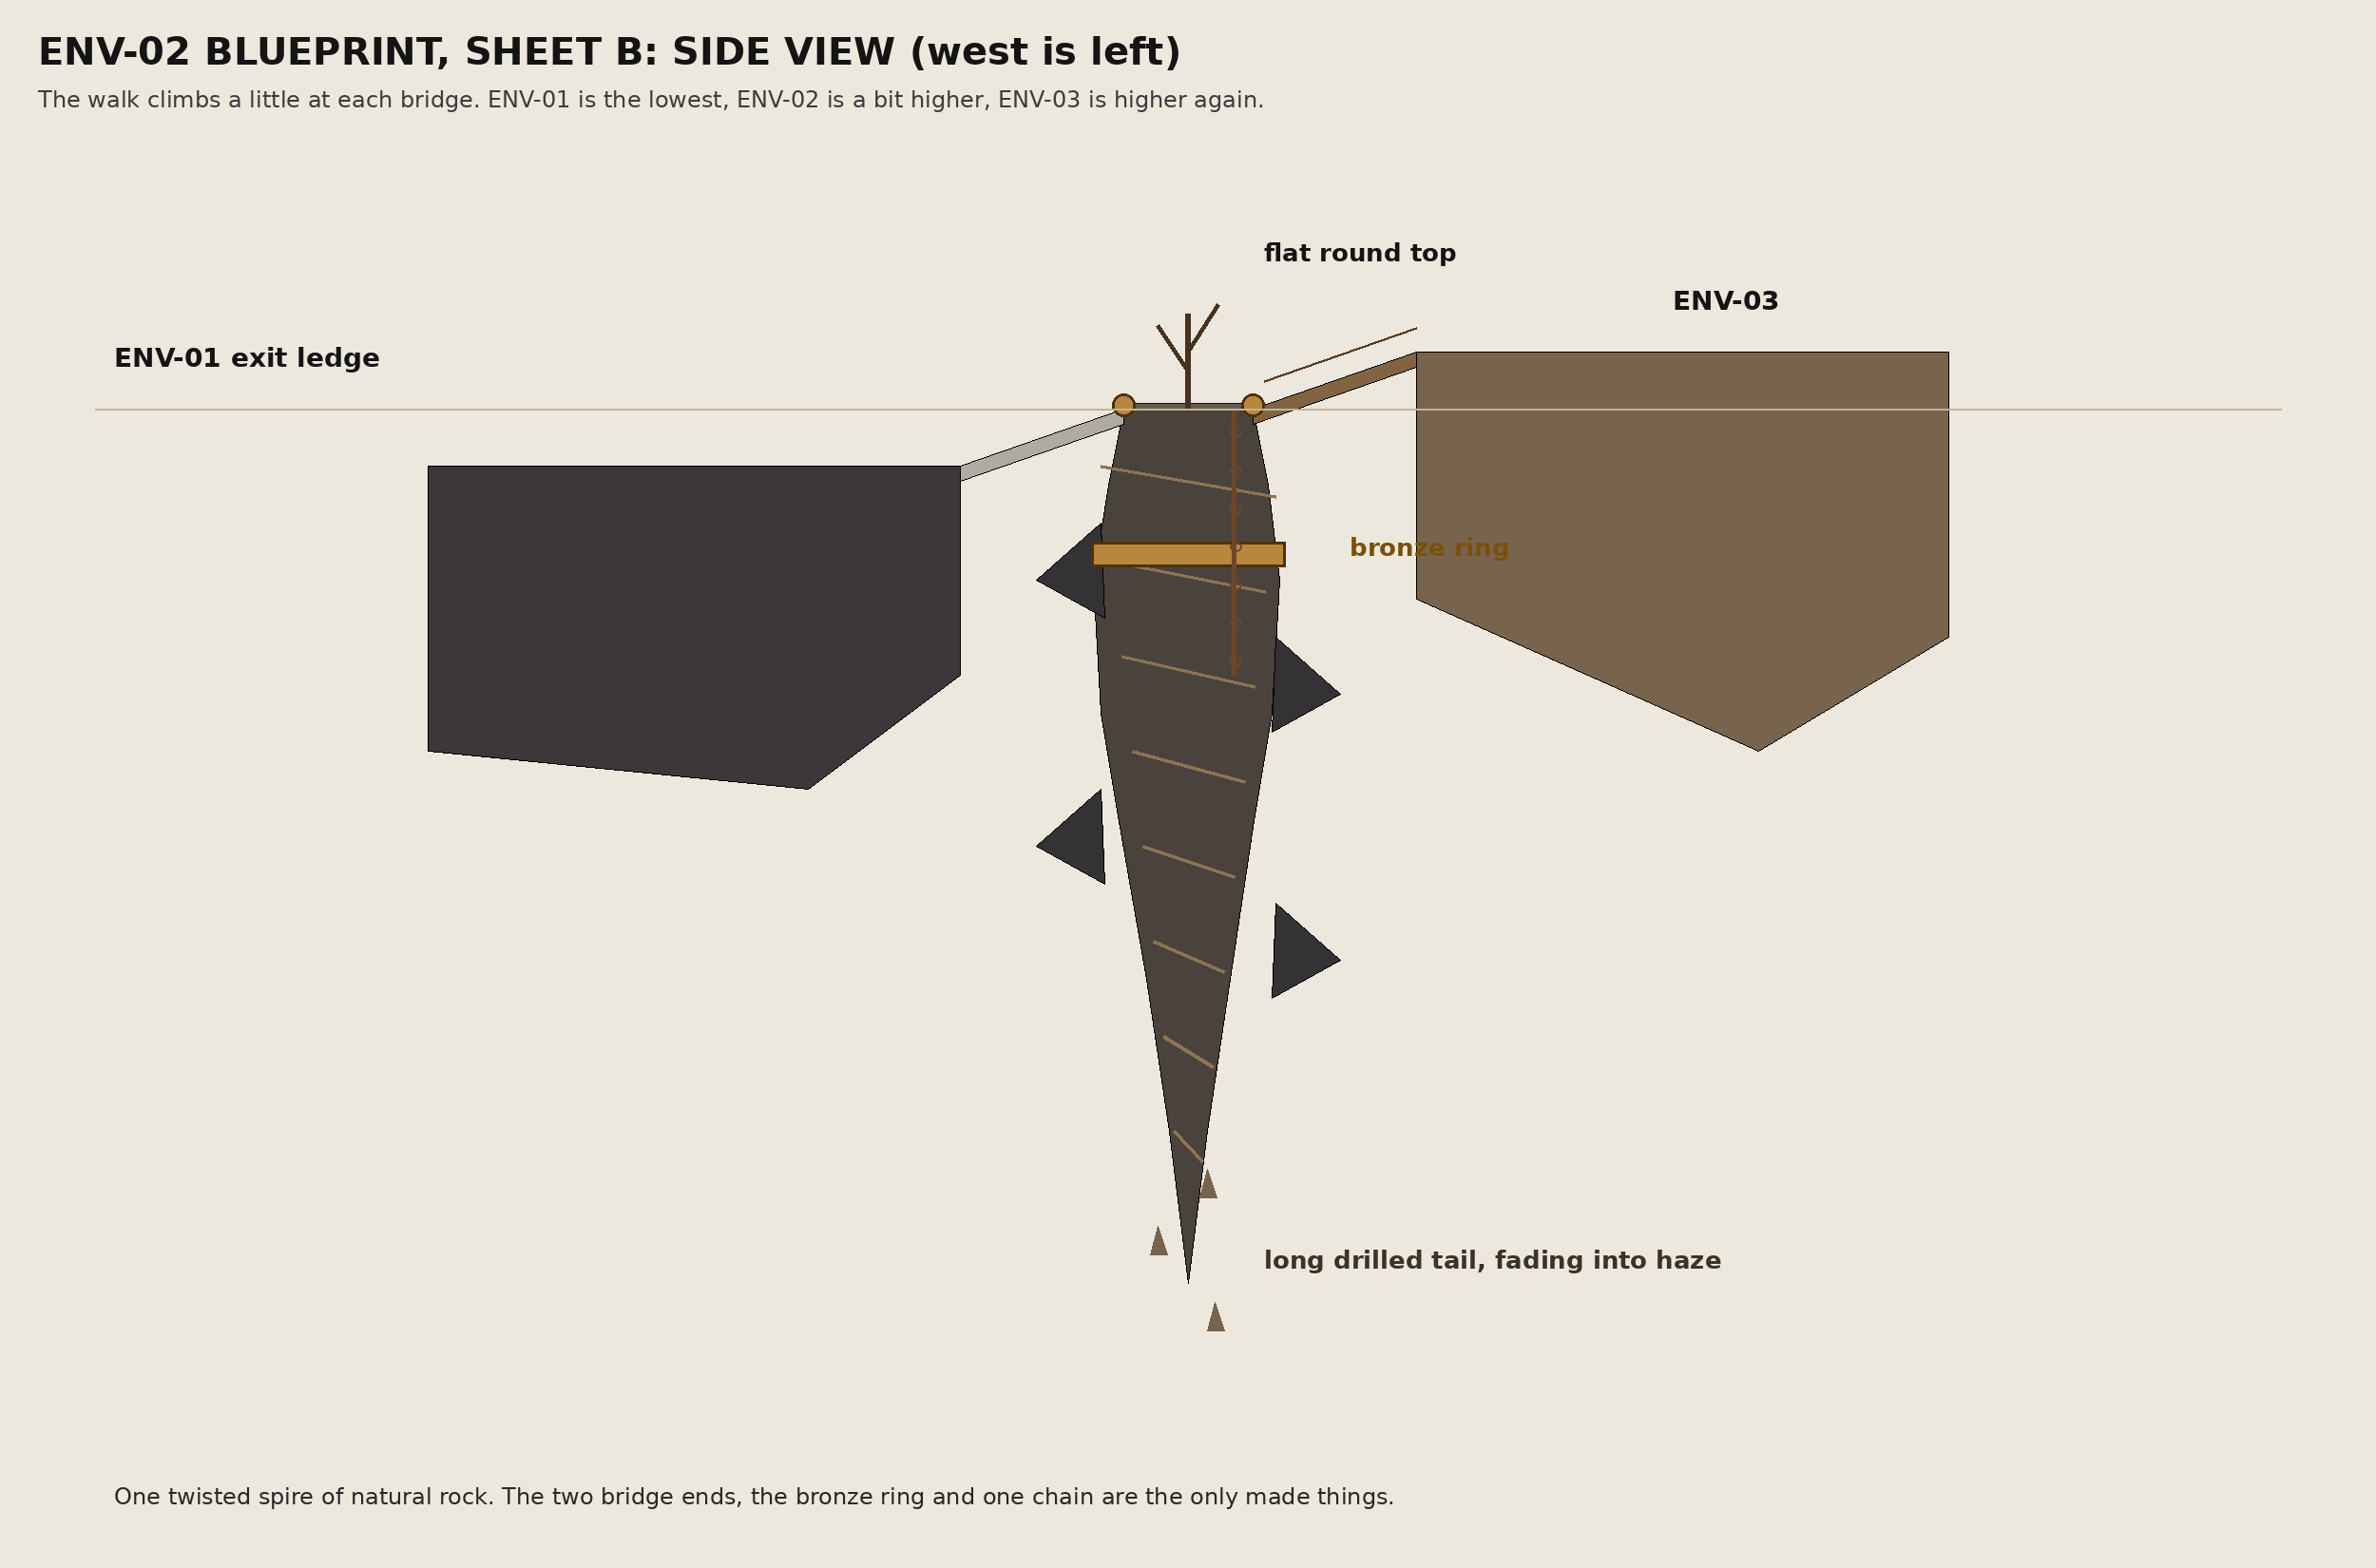 ENV-02 BLUEPRINT, SHEET B: SIDE VIEW (west is left)
The walk climbs a little at each bridge. ENV-01 is the lowest, ENV-02 is a bit higher, ENV-03 is higher again.
flat round top
ENV-03
ENV-01 exit ledge
bronze ring
long drilled tail, fading into haze
One twisted spire of natural rock. The two bridge ends, the bronze ring and one chain are the only made things.